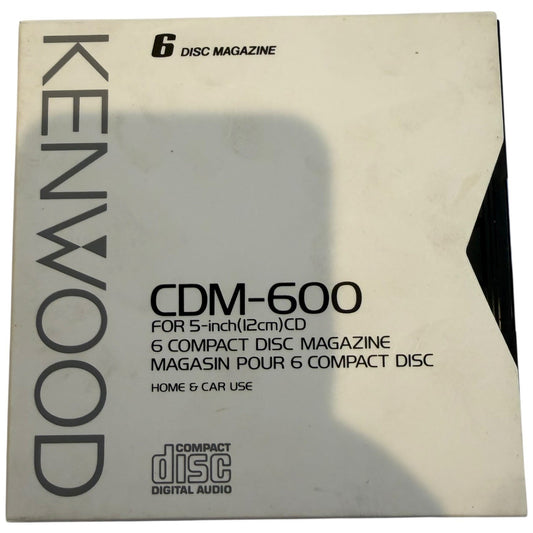 KENWOOD
6 DISC MAGAZINE
CDM-600
FOR 5-inch(12cm)CD
6 COMPACT DISC MAGAZINE
MAGASIN POUR 6 COMPACT DISC
HOME & CAR USE
COMPACT
disc
DIGITAL AUDIO